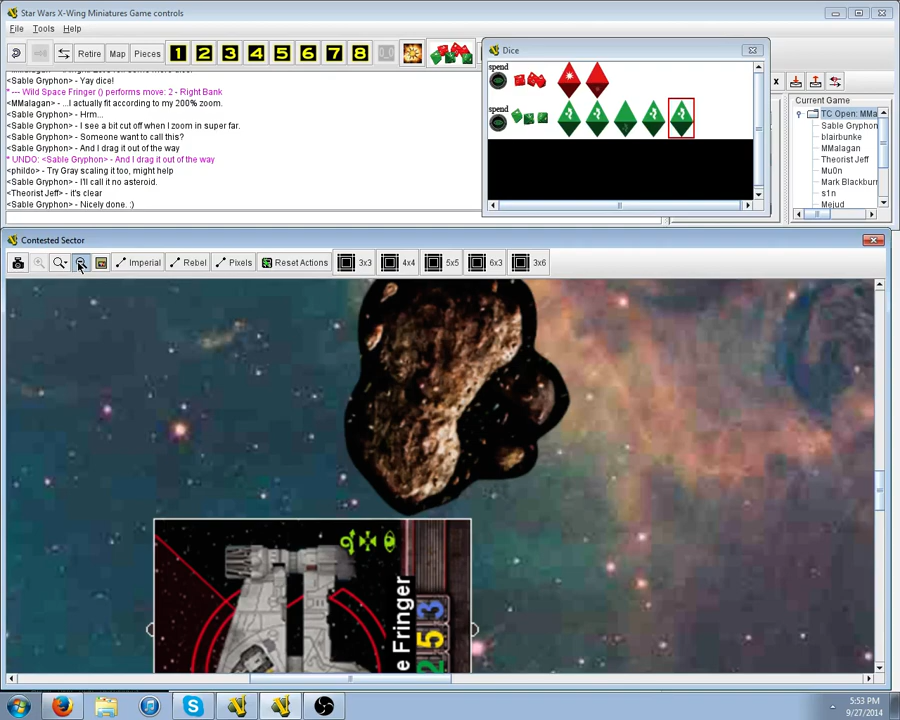 Star Wars X-Wing Miniatures Game controls
File Tools Help
Retire Map Pieces 1 2 3 4 5 6 7 8 0.0
<Sable Gryphon> - Yay dice!
* --- Wild Space Fringer () performs move: 2 - Right Bank
<MMalagan> - ...I actually fit according to my 200% zoom.
<Sable Gryphon> - Hrm...
<Sable Gryphon> - I see a bit cut off when I zoom in super far.
<Sable Gryphon> - Someone want to call this?
<Sable Gryphon> - And I drag it out of the way
* UNDO: <Sable Gryphon> - And I drag it out of the way
<phildo> - Try Gray scaling it too, might help
<Sable Gryphon> - I'll call it no asteroid.
<Theorist Jeff> - it's clear
<Sable Gryphon> - Nicely done. :)
Dice
spend
spend
x
Current Game
TC Open: MMa
Sable Gryphon
blairbunke
MMalagan
Theorist Jeff
Mu0n
Mark Blackburn
s1n
Mejud
Contested Sector
Imperial Rebel Pixels Reset Actions 3x3 4x4 5x5 6x3 3x6
e Fringer
2 5 3
5:53 PM
9/27/2014